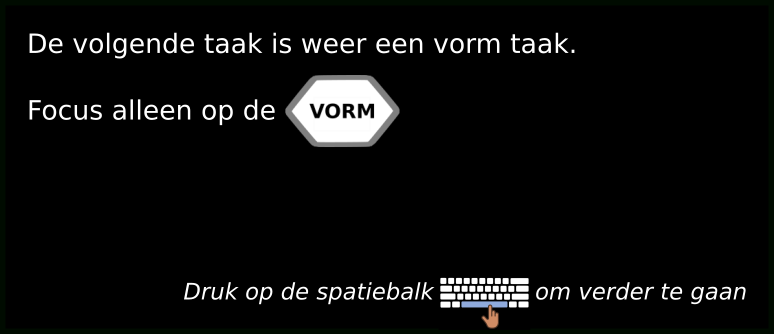 De volgende taak is weer een vorm taak.
Focus alleen op de VORM
Druk op de spatiebalk om verder te gaan